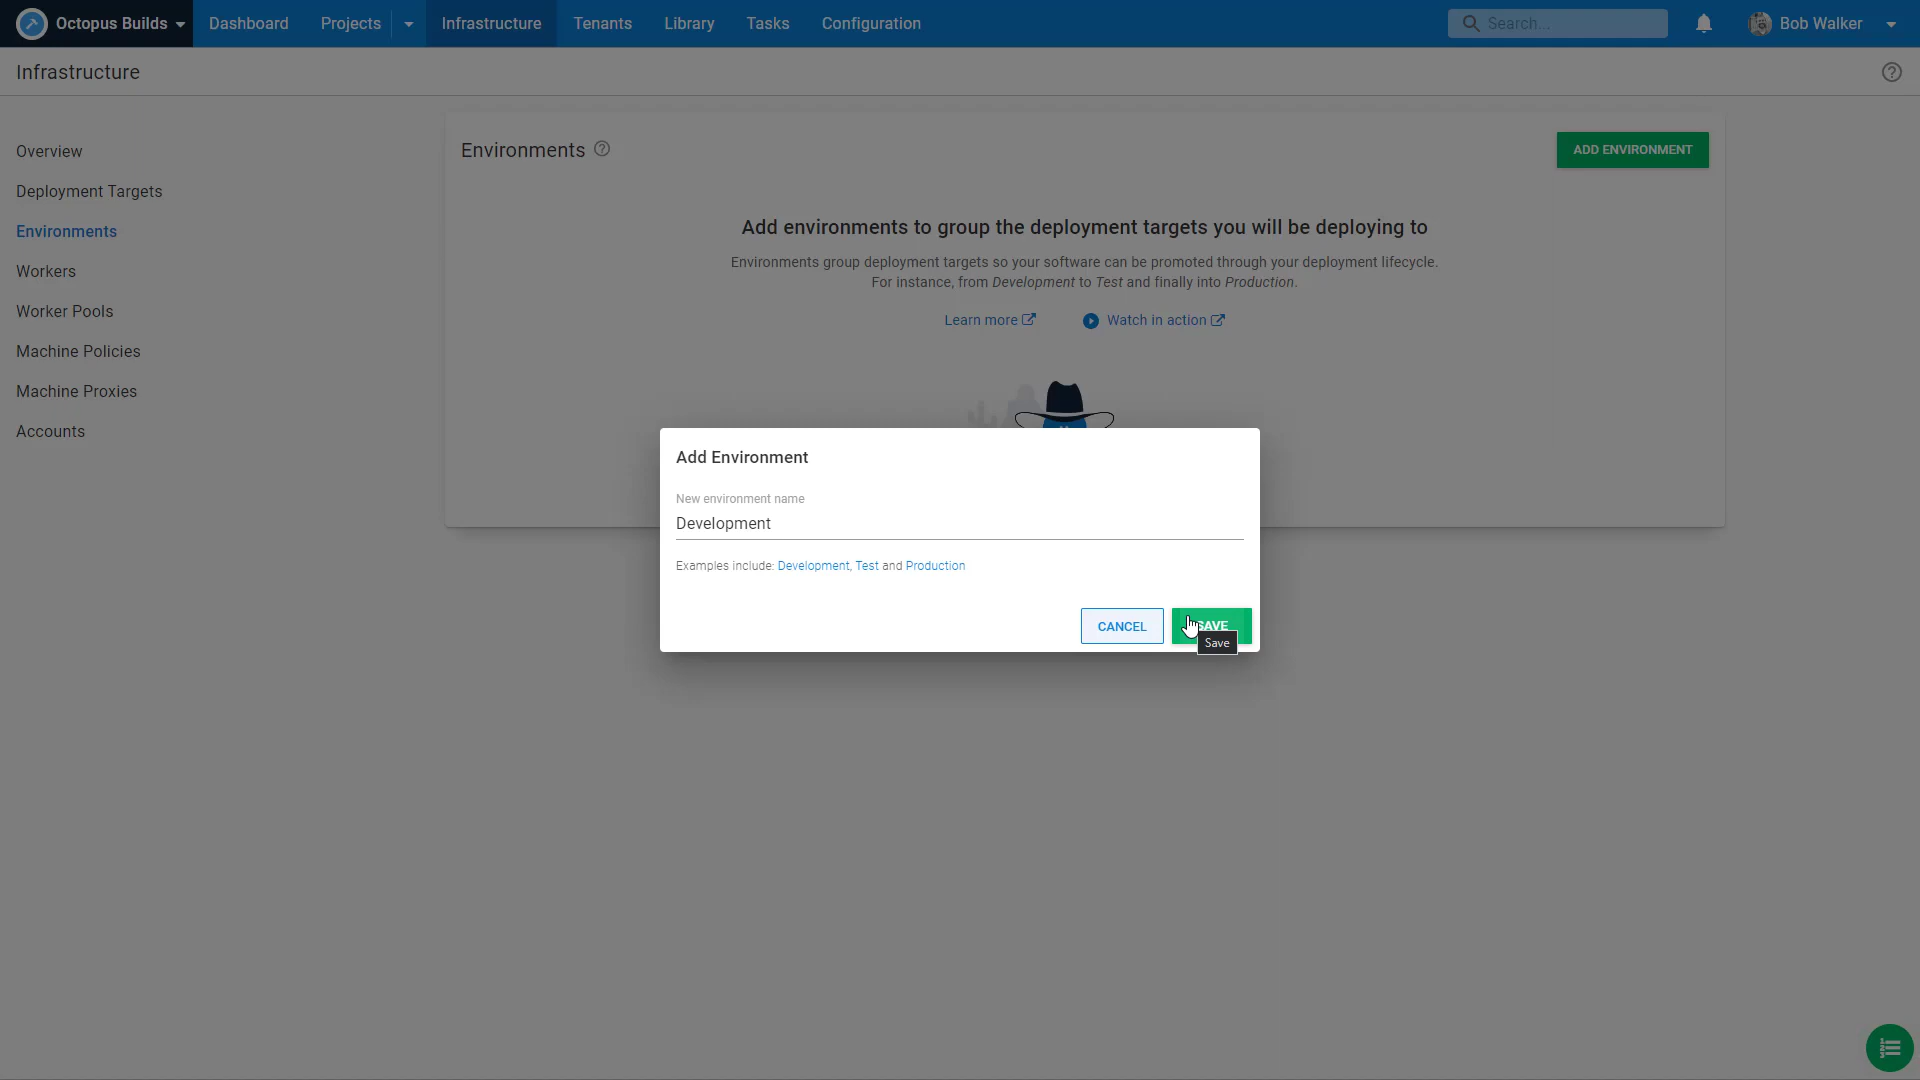 Octopus Builds
Dashboard
Projects
Infrastructure
Tenants
Library
Tasks
Configuration
Search...
Bob Walker
Infrastructure
Overview
Deployment Targets
Environments
Workers
Worker Pools
Machine Policies
Machine Proxies
Accounts
Environments
ADD ENVIRONMENT
Add environments to group the deployment targets you will be deploying to
Environments group deployment targets so your software can be promoted through your deployment lifecycle.
For instance, from Development to Test and finally into Production.
Learn more
Watch in action
Add Environment
New environment name
Development
Examples include: Development, Test and Production
CANCEL
SAVE
Save